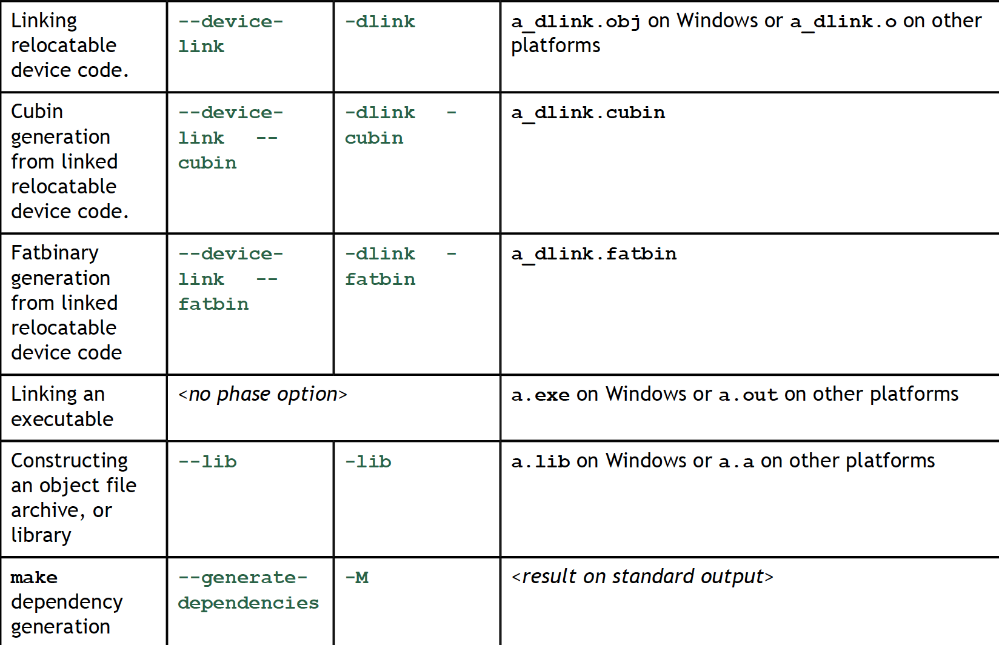 Linking
relocatable
device code.
--device-
link
-dlink
a_dlink.obj on Windows or a_dlink.o on other
platforms
Cubin
generation
from linked
relocatable
device code.
--device-
link --
cubin
-dlink -
cubin
a_dlink.cubin
Fatbinary
generation
from linked
relocatable
device code
--device-
link --
fatbin
-dlink -
fatbin
a_dlink.fatbin
Linking an
executable
<no phase option>
a.exe on Windows or a.out on other platforms
Constructing
an object file
archive, or
library
--lib
-lib
a.lib on Windows or a.a on other platforms
make
dependency
generation
--generate-
dependencies
-M
<result on standard output>